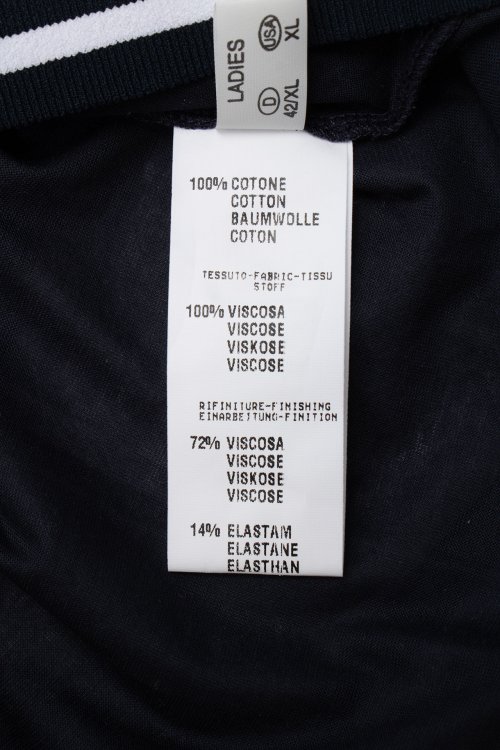 LADIES
D USA
42/XL XL
100% COTONE
COTTON
BAUMWOLLE
COTON
TESSUTO-FABRIC-TISSU
STOFF
100% VISCOSA
VISCOSE
VISKOSE
VISCOSE
RIFINITURE-FINISHING
EINARBEITUNG-FINITION
72% VISCOSA
VISCOSE
VISKOSE
VISCOSE
14% ELASTAM
ELASTANE
ELASTHAN